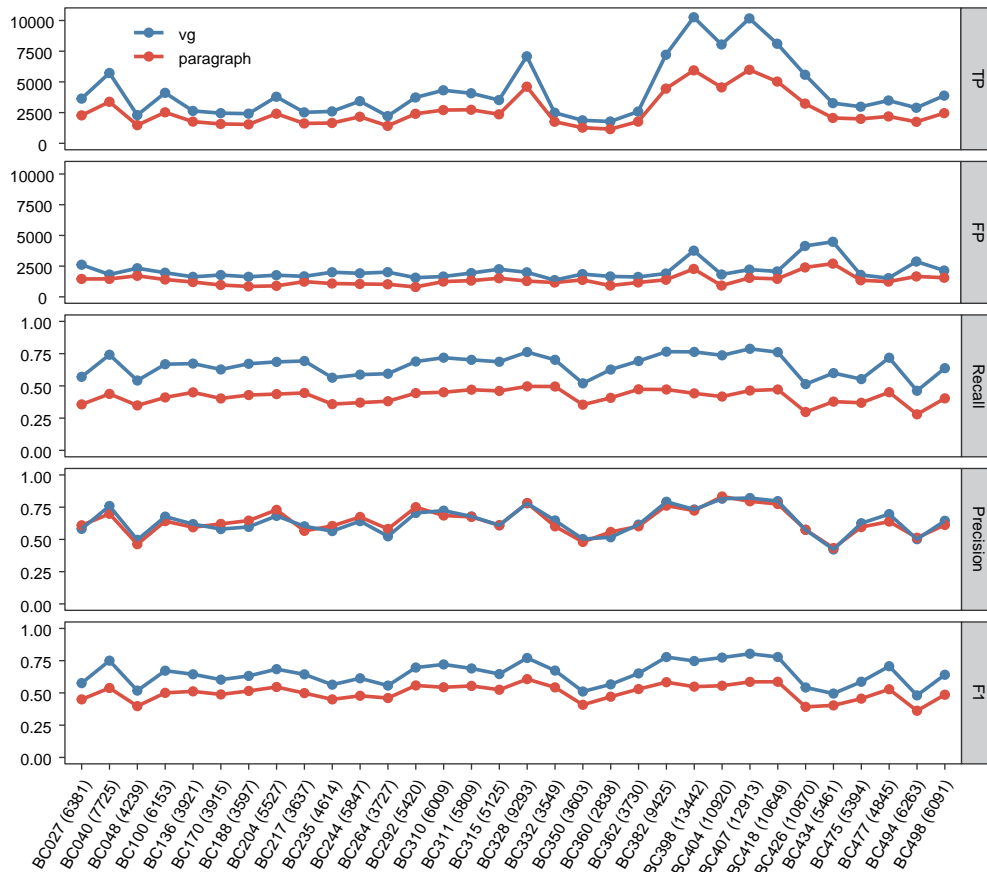 10000
7500
5000
2500
0
vg
paragraph
TP
10000
7500
5000
2500
0
FP
1.00
0.75
0.50
0.25
0.00
Recall
1.00
0.75
0.50
0.25
0.00
Precision
1.00
0.75
0.50
0.25
0.00
F1
BC027 (6381)
BC040 (7725)
BC048 (4239)
BC100 (6153)
BC136 (3921)
BC170 (3915)
BC188 (3597)
BC204 (5527)
BC217 (3637)
BC235 (4614)
BC244 (5847)
BC264 (3727)
BC292 (5420)
BC310 (6009)
BC311 (5809)
BC315 (5125)
BC328 (9293)
BC332 (3549)
BC350 (3603)
BC360 (2838)
BC362 (3730)
BC382 (9425)
BC398 (13442)
BC404 (10920)
BC407 (12913)
BC418 (10649)
BC426 (10870)
BC434 (5461)
BC475 (5394)
BC477 (4845)
BC494 (6263)
BC498 (6091)